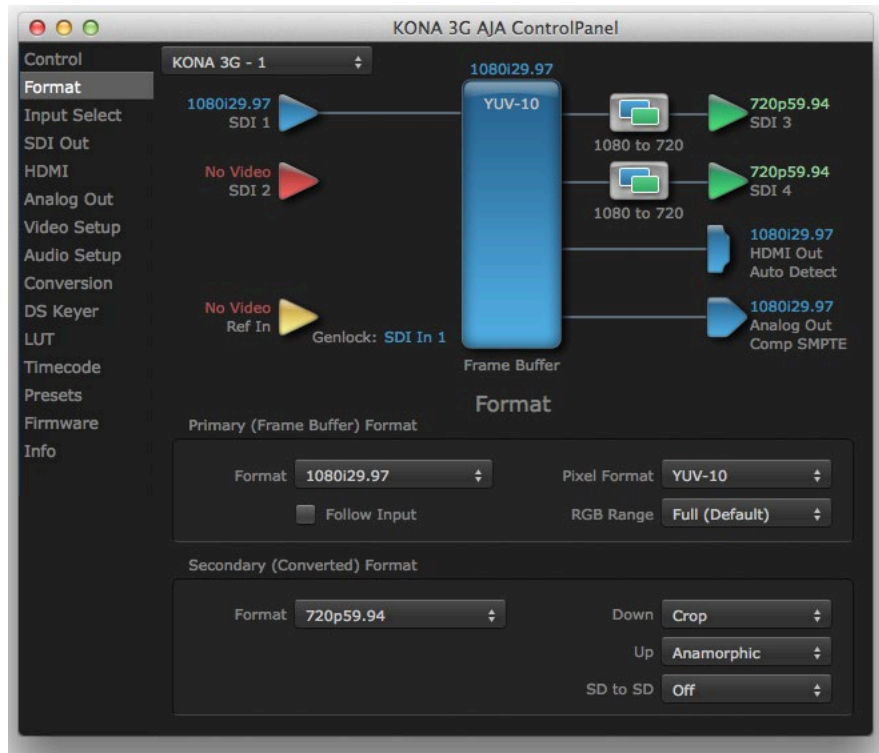 KONA 3G AJA ControlPanel
Control
Format
Input Select
SDI Out
HDMI
Analog Out
Video Setup
Audio Setup
Conversion
DS Keyer
LUT
Timecode
Presets
Firmware
Info
KONA 3G - 1
1080i29.97
SDI 1
No Video
SDI 2
No Video
Ref In
Genlock: SDI In 1
1080i29.97
YUV-10
Frame Buffer
1080 to 720
720p59.94
SDI 3
1080 to 720
720p59.94
SDI 4
1080i29.97
HDMI Out
Auto Detect
1080i29.97
Analog Out
Comp SMPTE
Format
Primary (Frame Buffer) Format
Format 1080i29.97 Pixel Format YUV-10
Follow Input RGB Range Full (Default)
Secondary (Converted) Format
Format 720p59.94 Down Crop
Up Anamorphic
SD to SD Off